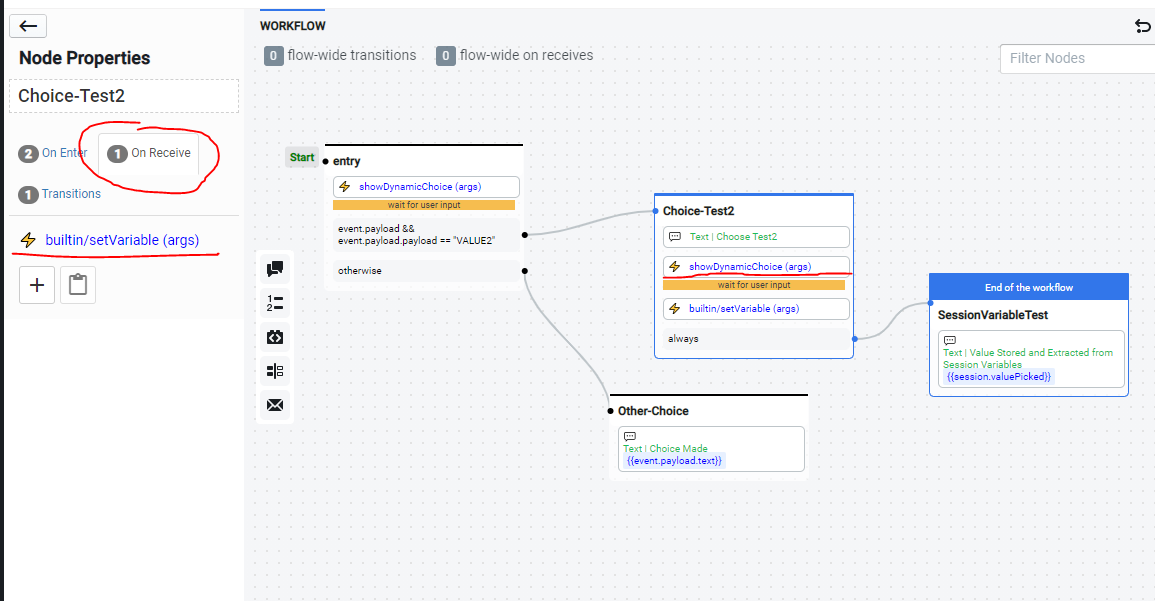 Node Properties
Choice-Test2
2 On Enter
1 On Receive
1 Transitions
builtin/setVariable (args)
WORKFLOW
0 flow-wide transitions
0 flow-wide on receives
Filter Nodes
Start
entry
showDynamicChoice (args)
wait for user input
event.payload &&
event.payload.payload == "VALUE2"
otherwise
Choice-Test2
Text | Choose Test2
showDynamicChoice (args)
wait for user input
builtin/setVariable (args)
always
End of the workflow
SessionVariableTest
Text | Value Stored and Extracted from
Session Variables
{{session.valuePicked}}
Other-Choice
Text | Choice Made
{{event.payload.text}}